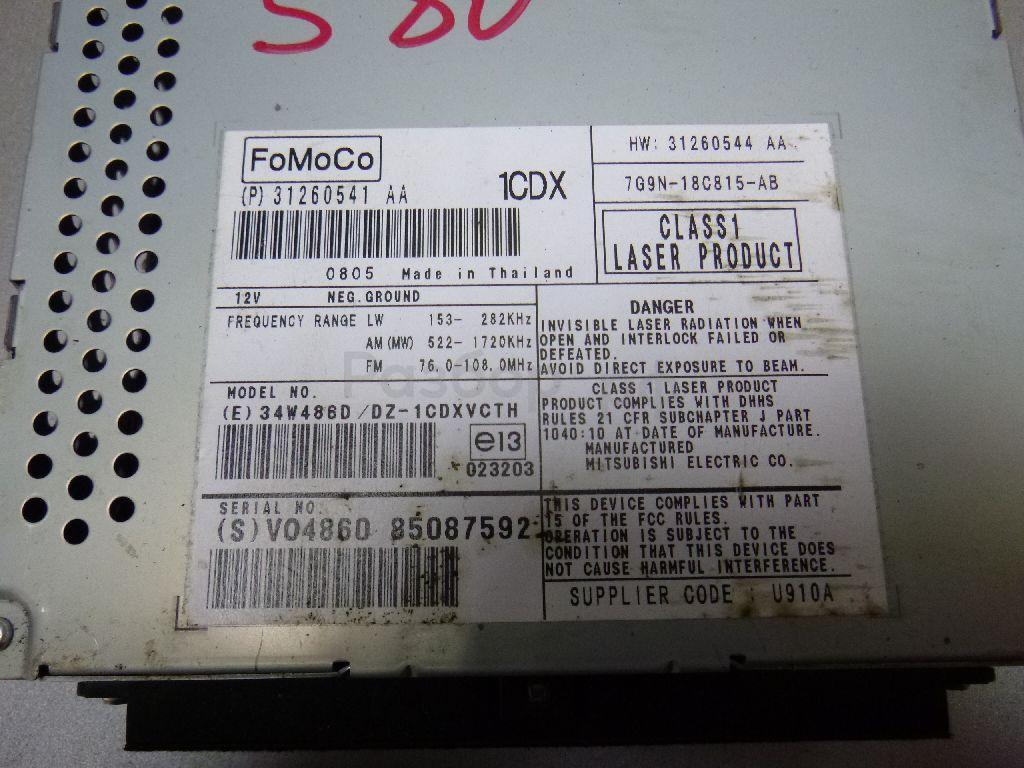 S 80
FoMoCo
(P) 31260541 AA
1CDX
0805 Made in Thailand
HW: 31260544 AA
7G9N-18C815-AB
CLASS1
LASER PRODUCT
12V NEG.GROUND
FREQUENCY RANGE LW 153- 282KHz
AM (MW) 522- 1720KHz
FM 76.0-108.0MHz
MODEL NO.
(E) 34W486D/DZ-1CDXVCTH
e13
023203
SERIAL NO.
(S) V04860 85087592
DANGER
INVISIBLE LASER RADIATION WHEN
OPEN AND INTERLOCK FAILED OR
DEFEATED.
AVOID DIRECT EXPOSURE TO BEAM.
CLASS 1 LASER PRODUCT
PRODUCT COMPLIES WITH DHHS
RULES 21 CFR SUBCHAPTER J PART
1040:10 AT DATE OF MANUFACTURE.
MANUFACTURED
MITSUBISHI ELECTRIC CO.
THIS DEVICE COMPLIES WITH PART
15 OF THE FCC RULES.
OPERATION IS SUBJECT TO THE
CONDITION THAT THIS DEVICE DOES
NOT CAUSE HARMFUL INTERFERENCE.
SUPPLIER CODE : U910A